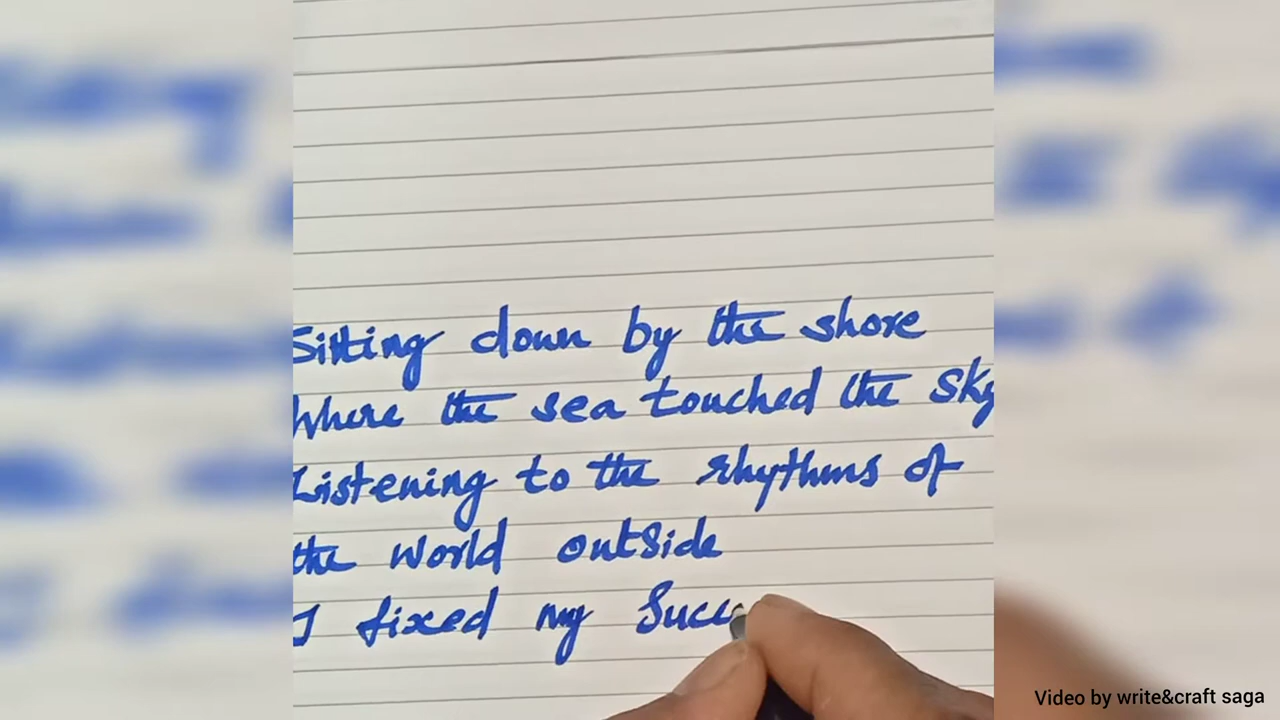 Sitting down by the shore
Where the sea touched the sky
Listening to the rhythms of
the world outside
I fixed my Succ
Video by write&craft saga